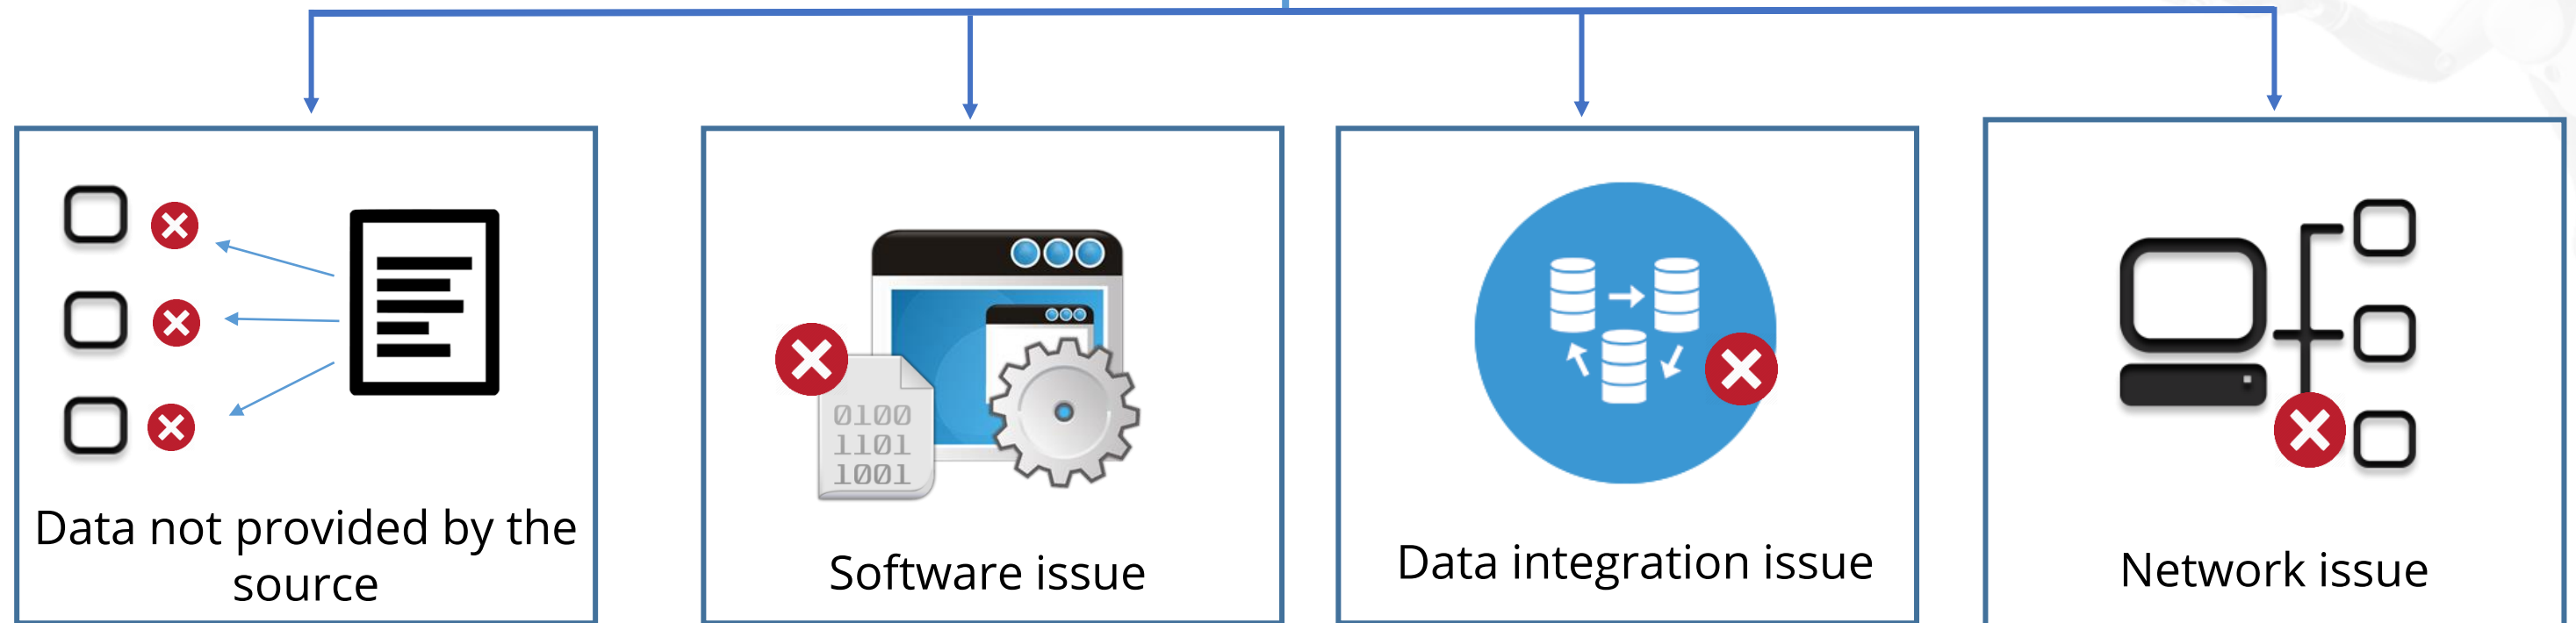 Data not provided by the
source
0100
1101
1001
Software issue
Data integration issue
Network issue